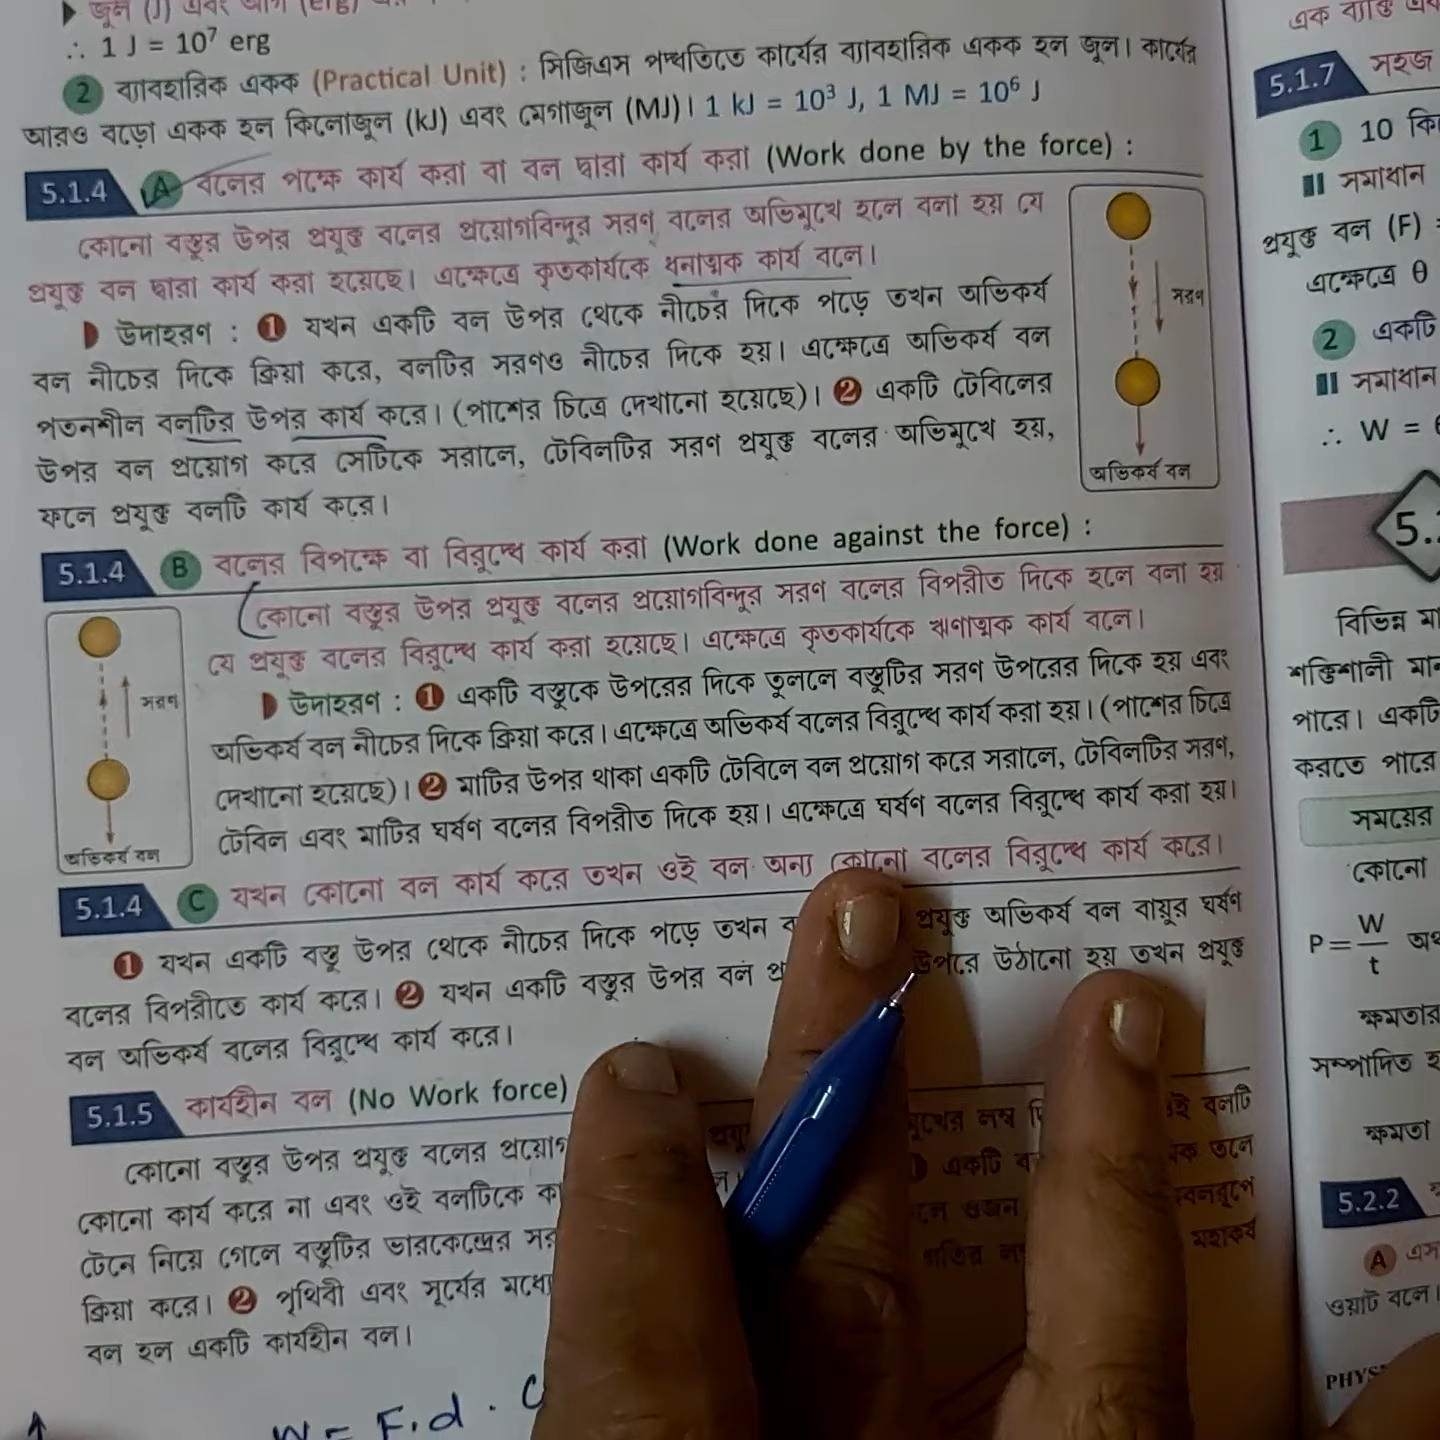 ∴ 1 J = 10⁷ erg
2 ব্যাবহারিক একক (Practical Unit) : সিজিএস পদ্ধতিতে কার্যের ব্যাবহারিক একক হল জুল। কার্যের
আরও বড়ো একক হল কিলোজুল (kJ) এবং মেগাজুল (MJ)। 1 kJ = 10³ J, 1 MJ = 10⁶ J
5.1.4 A বলের পক্ষে কার্য করা বা বল দ্বারা কার্য করা (Work done by the force) :
কোনো বস্তুর উপর প্রযুক্ত বলের প্রয়োগবিন্দুর সরণ বলের অভিমুখে হলে বলা হয় যে
প্রযুক্ত বল দ্বারা কার্য করা হয়েছে। এক্ষেত্রে কৃতকার্যকে ধনাত্মক কার্য বলে।
উদাহরণ : 1 যখন একটি বল উপর থেকে নীচের দিকে পড়ে তখন অভিকর্ষ
বল নীচের দিকে ক্রিয়া করে, বলটির সরণও নীচের দিকে হয়। এক্ষেত্রে অভিকর্ষ বল
পতনশীল বলটির উপর কার্য করে। (পাশের চিত্রে দেখানো হয়েছে)। 2 একটি টেবিলের
উপর বল প্রয়োগ করে সেটিকে সরালে, টেবিলটির সরণ প্রযুক্ত বলের অভিমুখে হয়,
ফলে প্রযুক্ত বলটি কার্য করে।
সরণ
অভিকর্ষ বল
5.1.4 B বলের বিপক্ষে বা বিরুদ্ধে কার্য করা (Work done against the force) :
কোনো বস্তুর উপর প্রযুক্ত বলের প্রয়োগবিন্দুর সরণ বলের বিপরীত দিকে হলে বলা হয়
যে প্রযুক্ত বলের বিরুদ্ধে কার্য করা হয়েছে। এক্ষেত্রে কৃতকার্যকে ঋণাত্মক কার্য বলে।
উদাহরণ : 1 একটি বস্তুকে উপরের দিকে তুললে বস্তুটির সরণ উপরের দিকে হয় এবং
অভিকর্ষ বল নীচের দিকে ক্রিয়া করে। এক্ষেত্রে অভিকর্ষ বলের বিরুদ্ধে কার্য করা হয়। (পাশের চিত্রে
দেখানো হয়েছে)। 2 মাটির উপর থাকা একটি টেবিলে বল প্রয়োগ করে সরালে, টেবিলটির সরণ,
টেবিল এবং মাটির ঘর্ষণ বলের বিপরীত দিকে হয়। এক্ষেত্রে ঘর্ষণ বলের বিরুদ্ধে কার্য করা হয়।
সরণ
অভিকর্ষ বল
5.1.4 C যখন কোনো বল কার্য করে তখন ওই বল অন্য কোনো বলের বিরুদ্ধে কার্য করে।
1 যখন একটি বস্তু উপর থেকে নীচের দিকে পড়ে তখন প্রযুক্ত অভিকর্ষ বল বায়ুর ঘর্ষণ
বলের বিপরীতে কার্য করে। 2 যখন একটি বস্তুর উপর বল উপরে উঠানো হয় তখন প্রযুক্ত
বল অভিকর্ষ বলের বিরুদ্ধে কার্য করে।
5.1.5 কার্যহীন বল (No Work force)
কোনো বস্তুর উপর প্রযুক্ত বলের লম্ব বলটি
কোনো কার্য করে না এবং ওই বলটিকে একটি
টেনে নিয়ে গেলে বস্তুটির ভারকেন্দ্রের ওজন
ক্রিয়া করে। 2 পৃথিবী এবং সূর্যের মধ্যে গতির মহাকর্ষ
বল হল একটি কার্যহীন বল।
W = F.d .
এক ব্যক্তি
5.1.7 সহজ
1 10
সমাধান
প্রযুক্ত বল (F)
এক্ষেত্রে θ
2 একটি
সমাধান
∴ W =
5.
বিভিন্ন
শক্তিশালী
পারে। একটি
করতে পারে
সময়ের
কোনো
P = W/t
ক্ষমতার
সম্পাদিত
ক্ষমতা
5.2.2
A
ওয়াট বলে।